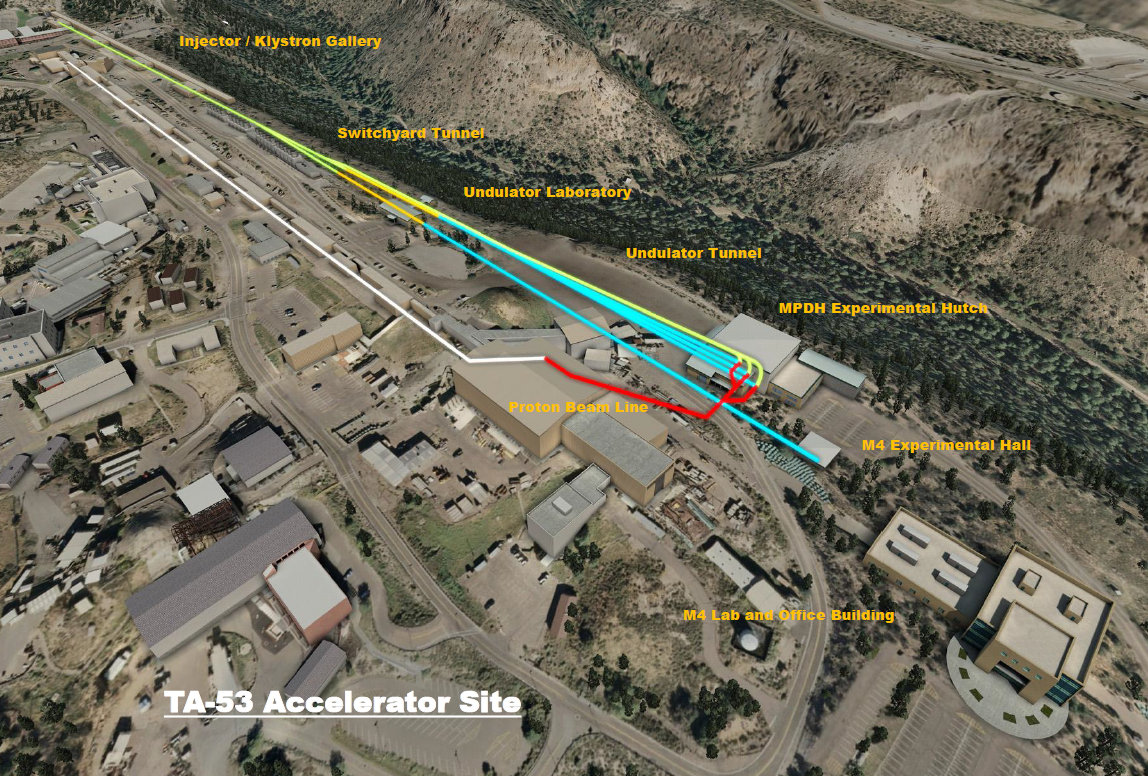 Injector / Klystron Gallery
Switchyard Tunnel
Undulator Laboratory
Undulator Tunnel
MPDH Experimental Hutch
Proton Beam Line
M4 Experimental Hall
M4 Lab and Office Building
TA-53 Accelerator Site